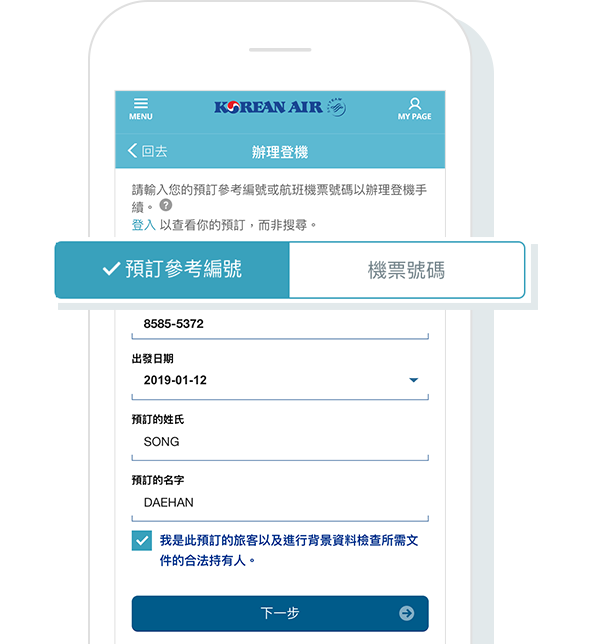 MENU
KOREAN AIR
MY PAGE
回去
辦理登機
請輸入您的預訂參考編號或航班機票號碼以辦理登機手
續。 ?
登入 以查看你的預訂，而非搜尋。
預訂參考編號
機票號碼
8585-5372
出發日期
2019-01-12
預訂的姓氏
SONG
預訂的名字
DAEHAN
我是此預訂的旅客以及進行背景資料檢查所需文
件的合法持有人。
下一步